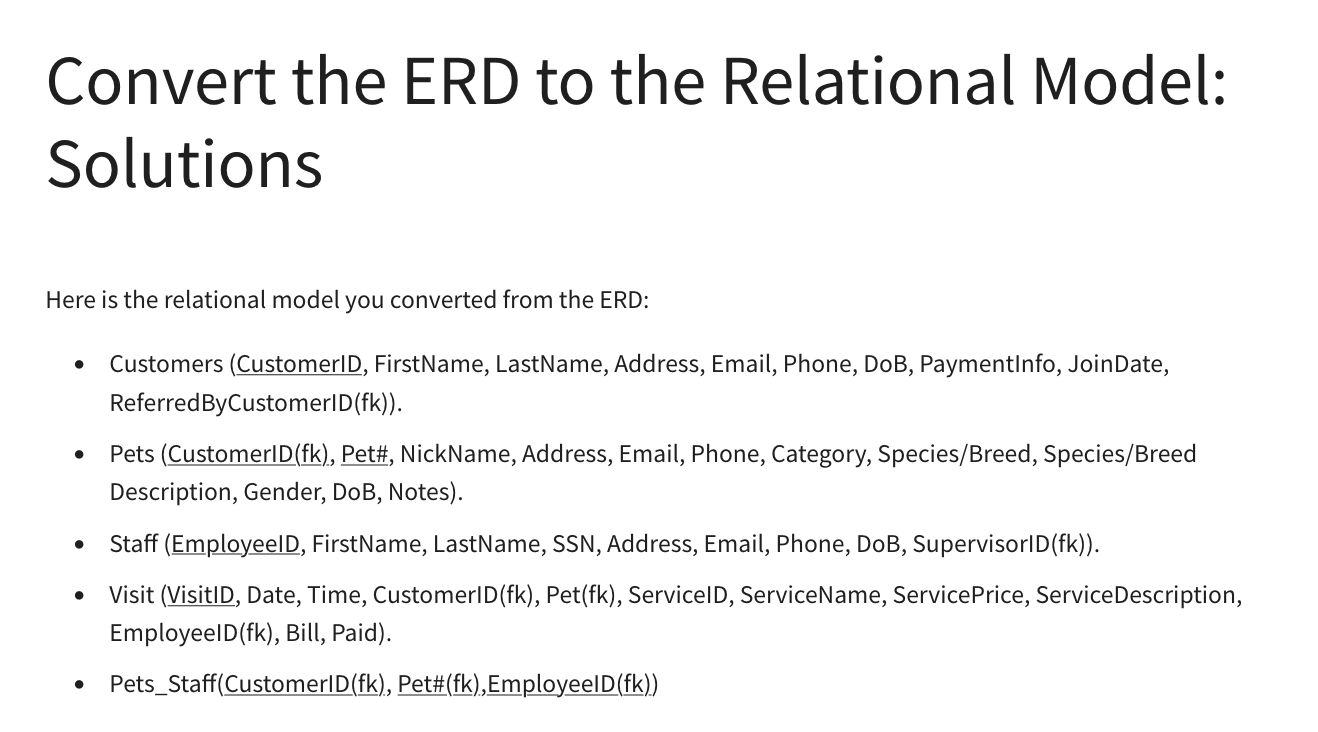 Convert the ERD to the Relational Model:
Solutions
Here is the relational model you converted from the ERD:
• Customers (CustomerID, FirstName, LastName, Address, Email, Phone, DoB, PaymentInfo, JoinDate,
ReferredByCustomerID(fk)).
• Pets (CustomerID(fk), Pet#, NickName, Address, Email, Phone, Category, Species/Breed, Species/Breed
Description, Gender, DoB, Notes).
• Staff (EmployeeID, FirstName, LastName, SSN, Address, Email, Phone, DoB, SupervisorID(fk)).
• Visit (VisitID, Date, Time, CustomerID(fk), Pet(fk), ServiceID, ServiceName, ServicePrice, ServiceDescription,
EmployeeID(fk), Bill, Paid).
• Pets_Staff(CustomerID(fk), Pet#(fk),EmployeeID(fk))